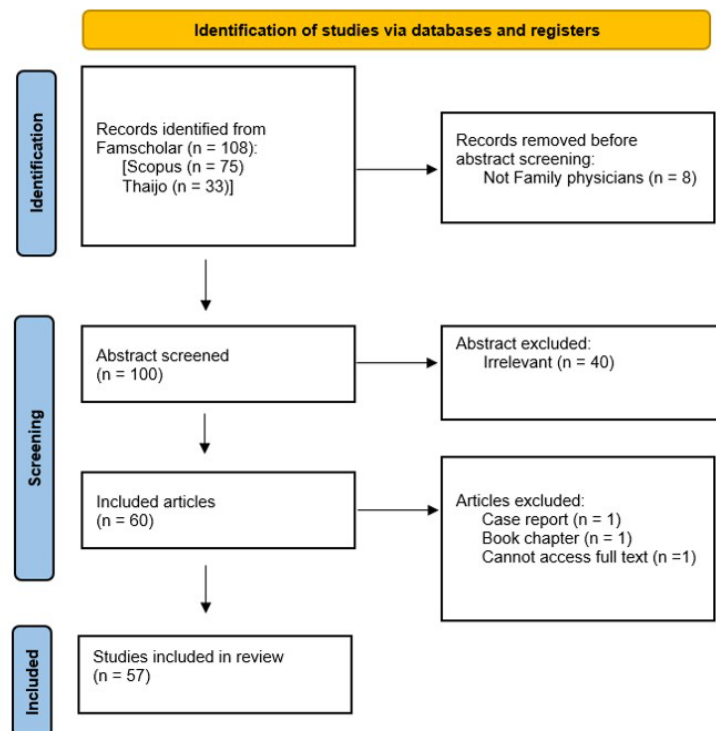 Identification of studies via databases and registers
Identification
Records identified from
Famscholar (n = 108):
[Scopus (n = 75)
Thaijo (n = 33)]
Records removed before
abstract screening:
Not Family physicians (n = 8)
Screening
Abstract screened
(n = 100)
Abstract excluded:
Irrelevant (n = 40)
Included articles
(n = 60)
Articles excluded:
Case report (n = 1)
Book chapter (n = 1)
Cannot access full text (n =1)
Included
Studies included in review
(n = 57)